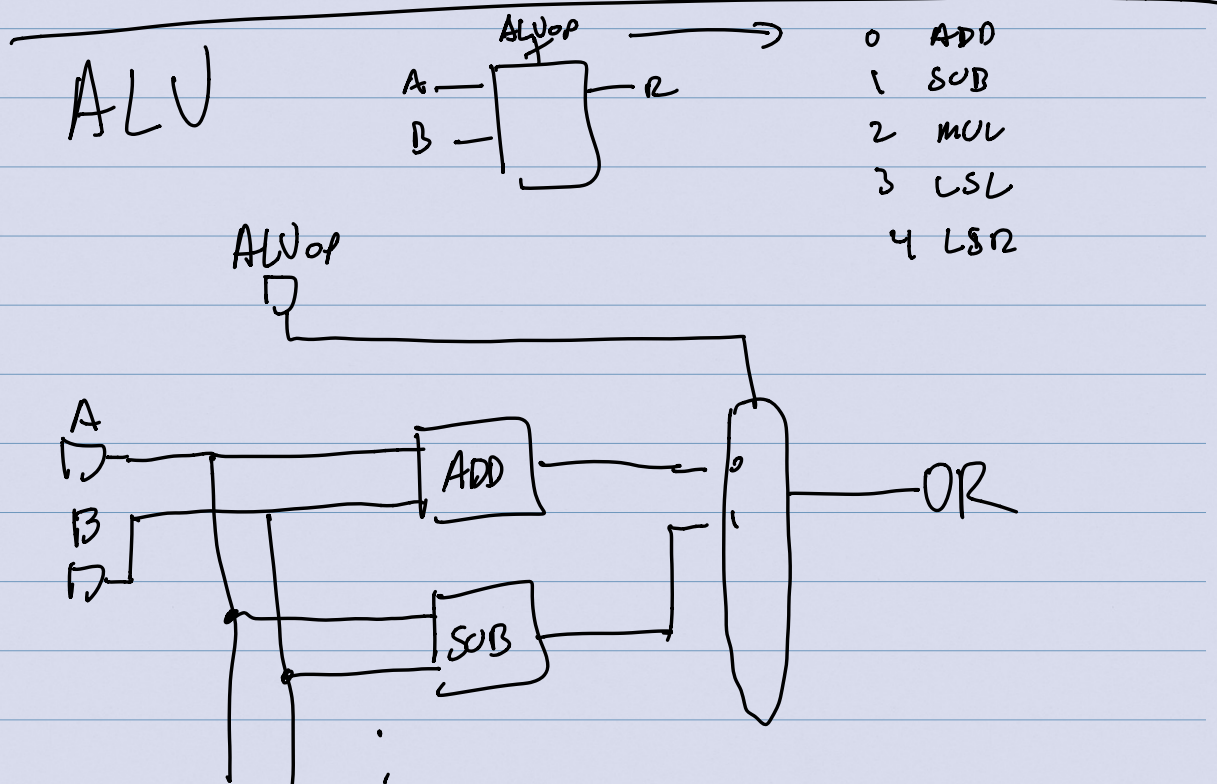 ALU
ALUOP
A
B
R
0 ADD
1 SUB
2 MUL
3 LSL
4 LSR
ALUOP
A
B
ADD
SUB
0
1
OR